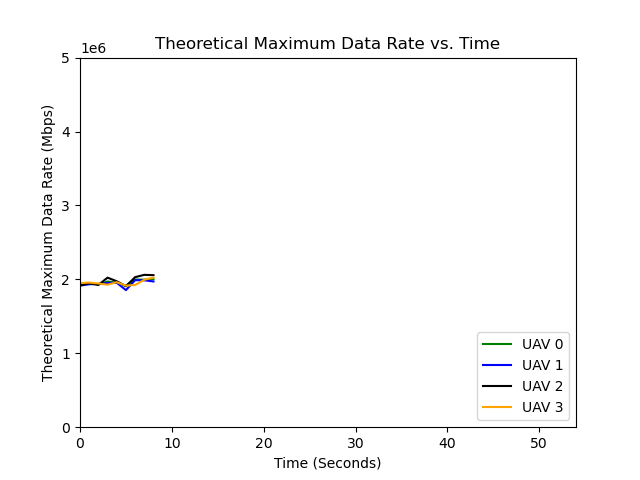 Theoretical Maximum Data Rate vs. Time
1e6
5
4
3
2
1
0
Theoretical Maximum Data Rate (Mbps)
0 10 20 30 40 50
Time (Seconds)
UAV 0
UAV 1
UAV 2
UAV 3